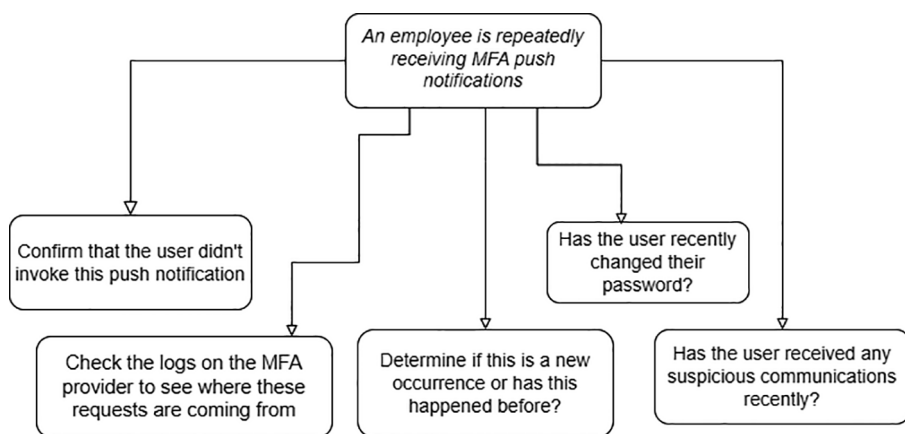 An employee is repeatedly
receiving MFA push
notifications
Confirm that the user didn't
invoke this push notification
Has the user recently
changed their
password?
Check the logs on the MFA
provider to see where these
requests are coming from
Determine if this is a new
occurrence or has this
happened before?
Has the user received any
suspicious communications
recently?